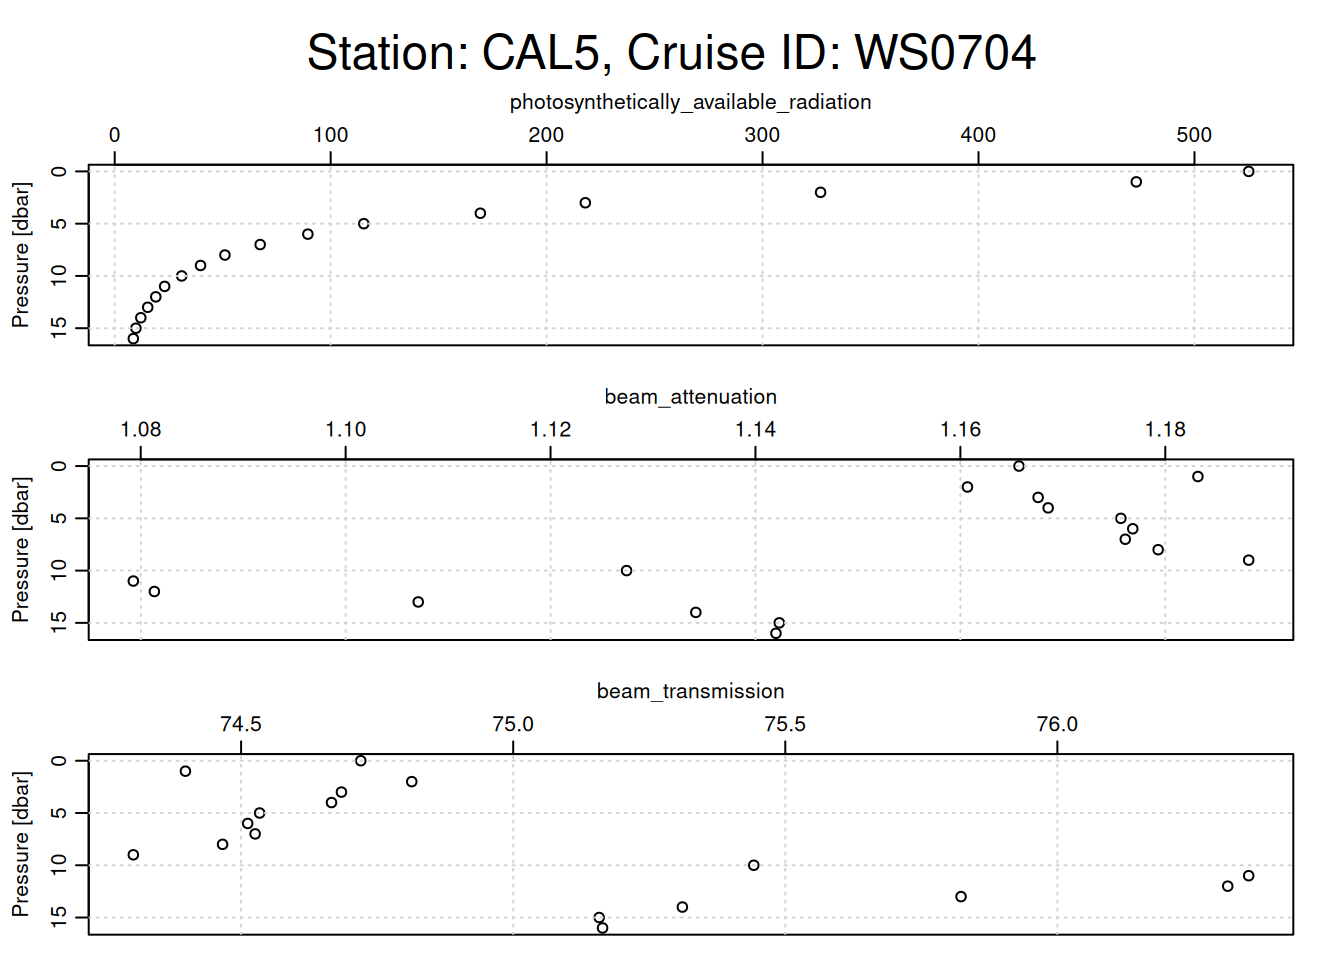 Station: CAL5, Cruise ID: WS0704
photosynthetically_available_radiation
0 100 200 300 400 500
Pressure [dbar]
0
5
10
15
beam_attenuation
1.08 1.10 1.12 1.14 1.16 1.18
Pressure [dbar]
0
5
10
15
beam_transmission
74.5 75.0 75.5 76.0
Pressure [dbar]
0
5
10
15